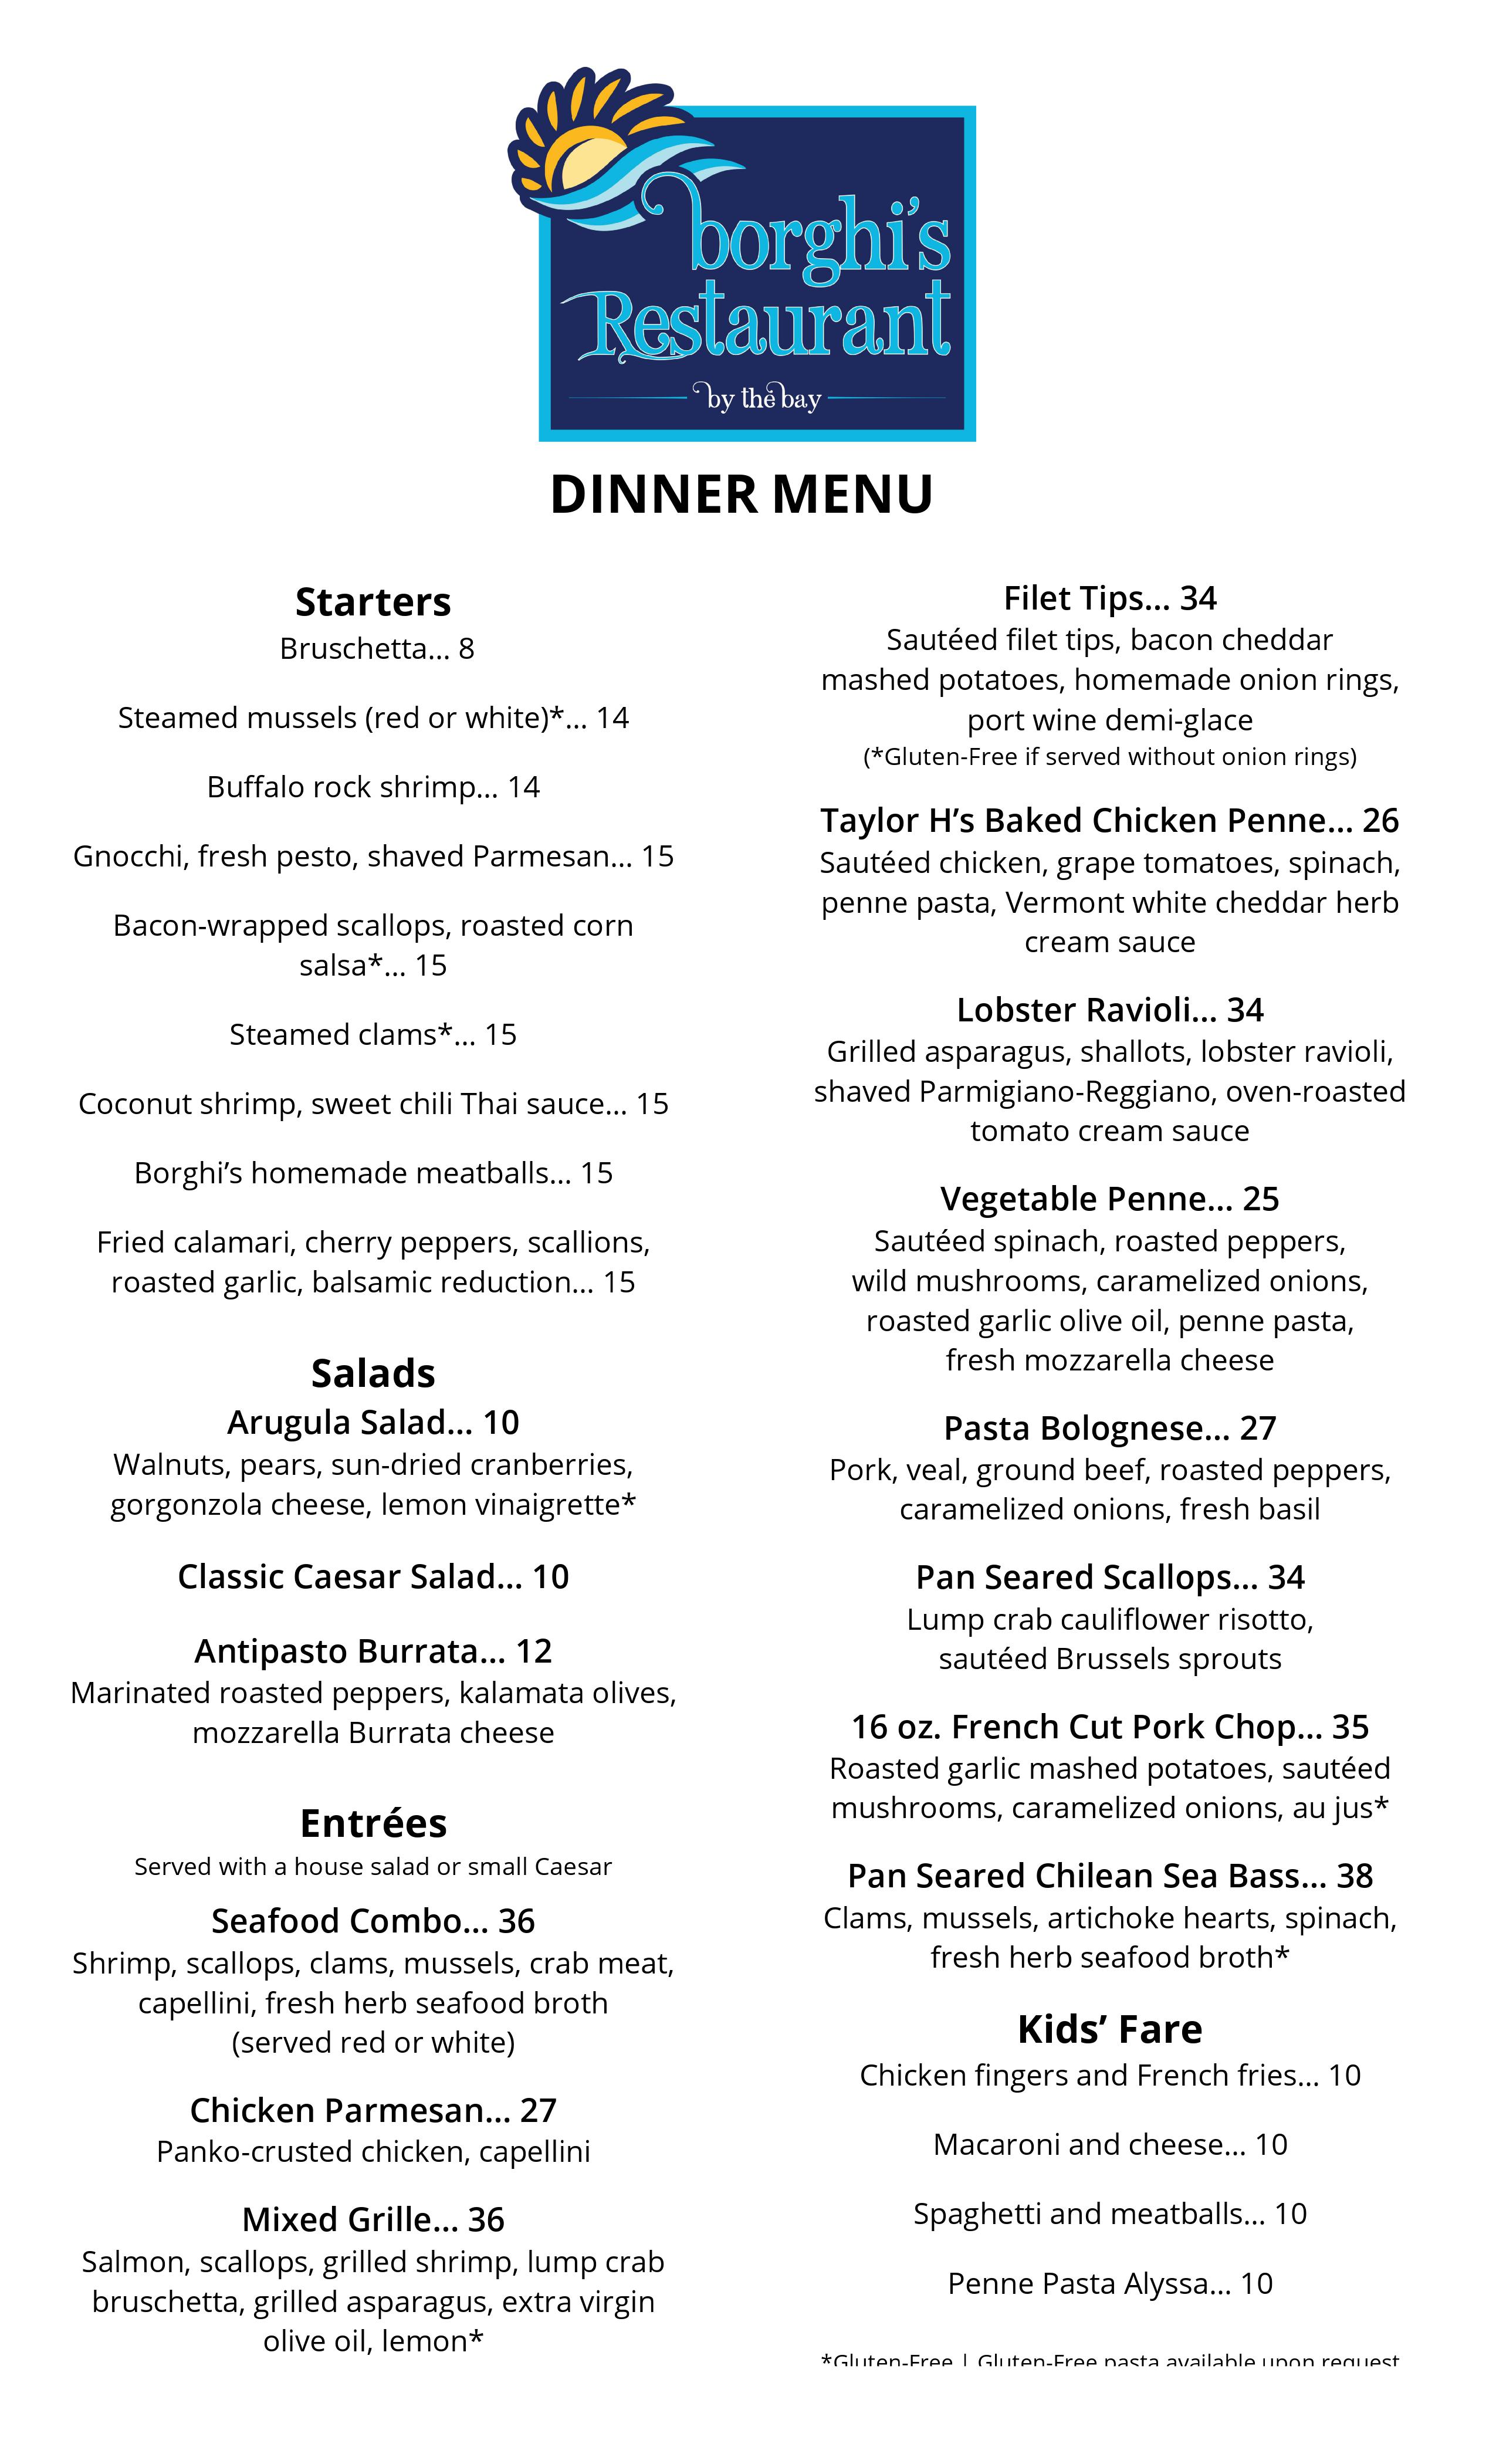 borghi's
Restaurant
by the bay
DINNER MENU
Starters
Bruschetta... 8
Steamed mussels (red or white)*... 14
Buffalo rock shrimp... 14
Gnocchi, fresh pesto, shaved Parmesan... 15
Bacon-wrapped scallops, roasted corn
salsa*... 15
Steamed clams*... 15
Coconut shrimp, sweet chili Thai sauce... 15
Borghi’s homemade meatballs... 15
Fried calamari, cherry peppers, scallions,
roasted garlic, balsamic reduction... 15
Salads
Arugula Salad... 10
Walnuts, pears, sun-dried cranberries,
gorgonzola cheese, lemon vinaigrette*
Classic Caesar Salad... 10
Antipasto Burrata... 12
Marinated roasted peppers, kalamata olives,
mozzarella Burrata cheese
Entrées
Served with a house salad or small Caesar
Seafood Combo... 36
Shrimp, scallops, clams, mussels, crab meat,
capellini, fresh herb seafood broth
(served red or white)
Chicken Parmesan... 27
Panko-crusted chicken, capellini
Mixed Grille... 36
Salmon, scallops, grilled shrimp, lump crab
bruschetta, grilled asparagus, extra virgin
olive oil, lemon*
Filet Tips... 34
Sautéed filet tips, bacon cheddar
mashed potatoes, homemade onion rings,
port wine demi-glace
(*Gluten-Free if served without onion rings)
Taylor H’s Baked Chicken Penne... 26
Sautéed chicken, grape tomatoes, spinach,
penne pasta, Vermont white cheddar herb
cream sauce
Lobster Ravioli... 34
Grilled asparagus, shallots, lobster ravioli,
shaved Parmigiano-Reggiano, oven-roasted
tomato cream sauce
Vegetable Penne... 25
Sautéed spinach, roasted peppers,
wild mushrooms, caramelized onions,
roasted garlic olive oil, penne pasta,
fresh mozzarella cheese
Pasta Bolognese... 27
Pork, veal, ground beef, roasted peppers,
caramelized onions, fresh basil
Pan Seared Scallops... 34
Lump crab cauliflower risotto,
sautéed Brussels sprouts
16 oz. French Cut Pork Chop... 35
Roasted garlic mashed potatoes, sautéed
mushrooms, caramelized onions, au jus*
Pan Seared Chilean Sea Bass... 38
Clams, mussels, artichoke hearts, spinach,
fresh herb seafood broth*
Kids’ Fare
Chicken fingers and French fries... 10
Macaroni and cheese... 10
Spaghetti and meatballs... 10
Penne Pasta Alyssa... 10
*Gluten-Free | Gluten-Free pasta available upon request